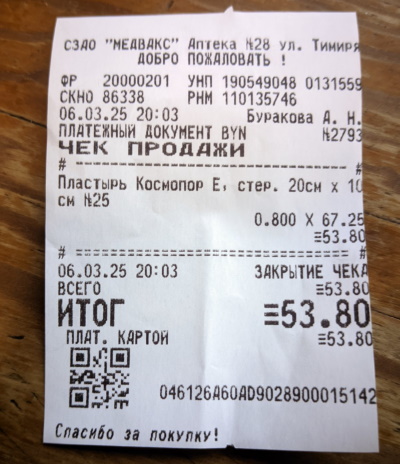 СЗАО "МЕДВАКС" Аптека №28 ул. Тимиря
ДОБРО ПОЖАЛОВАТЬ !
ФР 20000201 УНП 190549048 0131559
СКНО 86338 РНМ 110135746
06.03.25 20:03 Буракова А. Н.
ПЛАТЕЖНЫЙ ДОКУМЕНТ BYN №2793
ЧЕК ПРОДАЖИ
# -------------------------------- #
Пластырь Космопор Е, стер. 20см х 10
см №25
0.800 X 67.25
≡53.80
# ================================ #
06.03.25 20:03 ЗАКРЫТИЕ ЧЕКА
ВСЕГО ≡53.80
ИТОГ ≡53.80
ПЛАТ. КАРТОЙ ≡53.80
046126A60AD9028900015142
Спасибо за покупку!